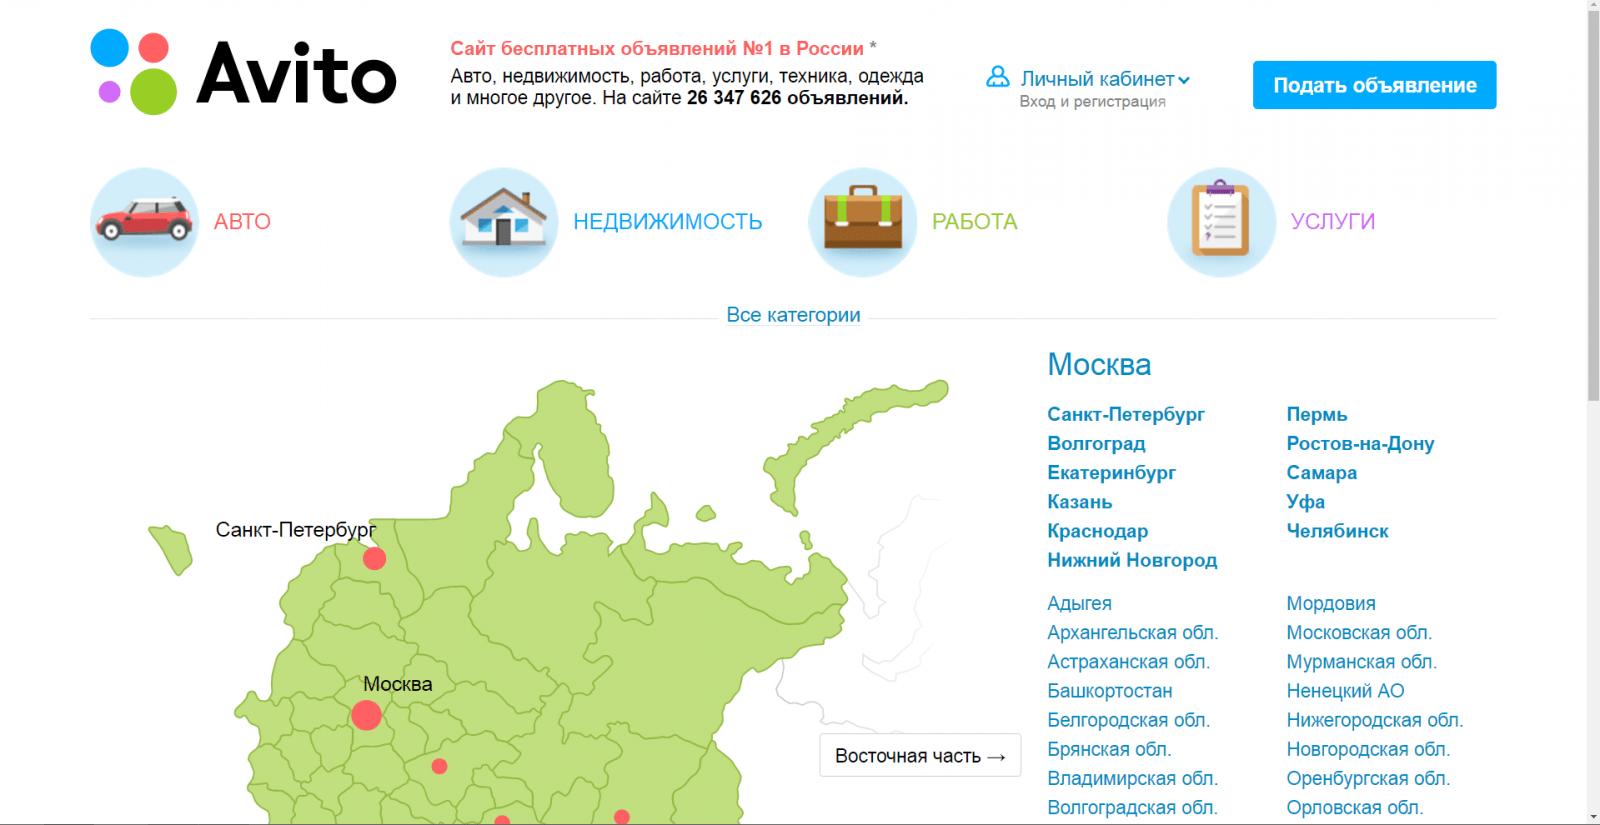 Avito
Сайт бесплатных объявлений №1 в России *
Авто, недвижимость, работа, услуги, техника, одежда
и многое другое. На сайте 26 347 626 объявлений.
Личный кабинет
Вход и регистрация
Подать объявление
АВТО
НЕДВИЖИМОСТЬ
РАБОТА
УСЛУГИ
Все категории
Санкт-Петербург
Москва
Восточная часть →
Москва
Санкт-Петербург
Волгоград
Екатеринбург
Казань
Краснодар
Нижний Новгород
Пермь
Ростов-на-Дону
Самара
Уфа
Челябинск
Адыгея
Архангельская обл.
Астраханская обл.
Башкортостан
Белгородская обл.
Брянская обл.
Владимирская обл.
Волгоградская обл.
Мордовия
Московская обл.
Мурманская обл.
Ненецкий АО
Нижегородская обл.
Новгородская обл.
Оренбургская обл.
Орловская обл.